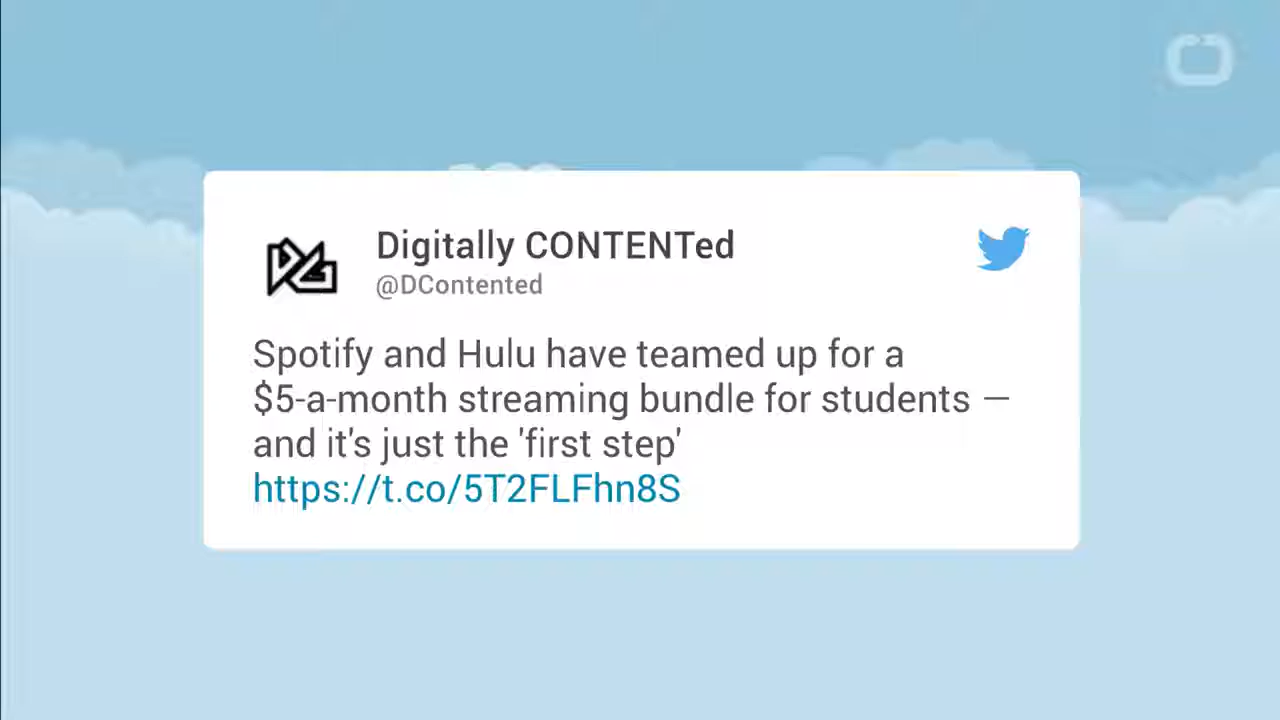 Digitally CONTENTed
@DContented
Spotify and Hulu have teamed up for a
$5-a-month streaming bundle for students —
and it's just the 'first step'
https://t.co/5T2FLFhn8S